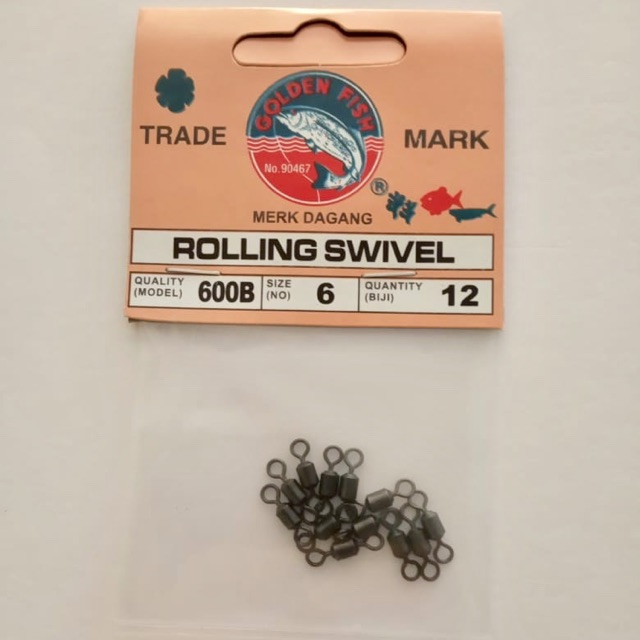 GOLDEN FISH
TRADE MARK
No.90467
®
MERK DAGANG
ROLLING SWIVEL
QUALITY (MODEL) 600B
SIZE (NO) 6
QUANTITY (BIJI) 12